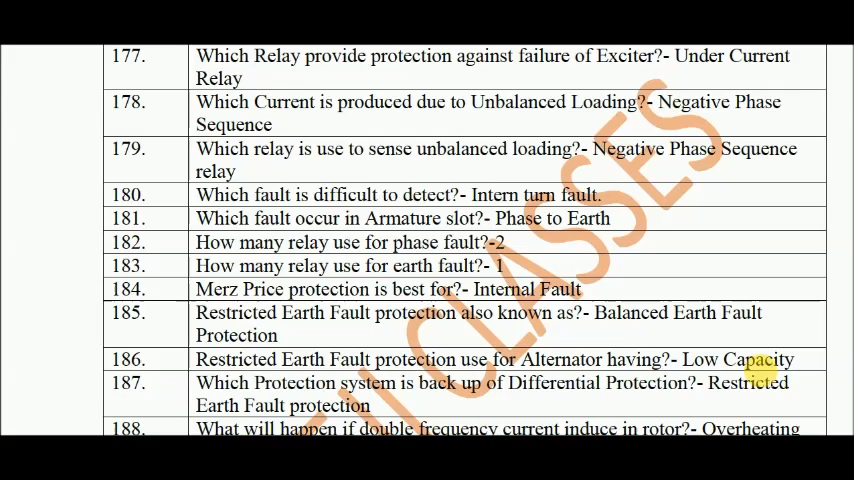 177. Which Relay provide protection against failure of Exciter?- Under Current
Relay
178. Which Current is produced due to Unbalanced Loading?- Negative Phase
Sequence
179. Which relay is use to sense unbalanced loading?- Negative Phase Sequence
relay
180. Which fault is difficult to detect?- Intern turn fault.
181. Which fault occur in Armature slot?- Phase to Earth
182. How many relay use for phase fault?-2
183. How many relay use for earth fault?- 1
184. Merz Price protection is best for?- Internal Fault
185. Restricted Earth Fault protection also known as?- Balanced Earth Fault
Protection
186. Restricted Earth Fault protection use for Alternator having?- Low Capacity
187. Which Protection system is back up of Differential Protection?- Restricted
Earth Fault protection
188. What will happen if double frequency current induce in rotor?- Overheating
CLASSES